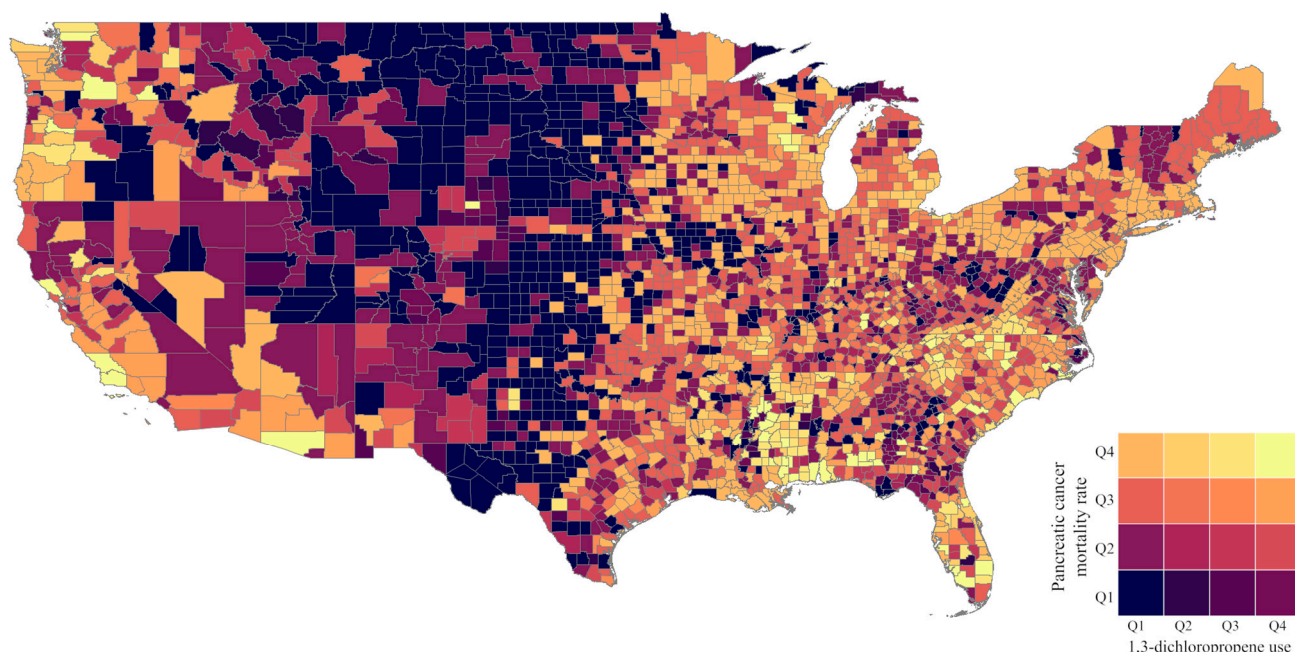 Pancreatic cancer
mortality rate
Q4
Q3
Q2
Q1
Q1 Q2 Q3 Q4
1,3-dichloropropene use